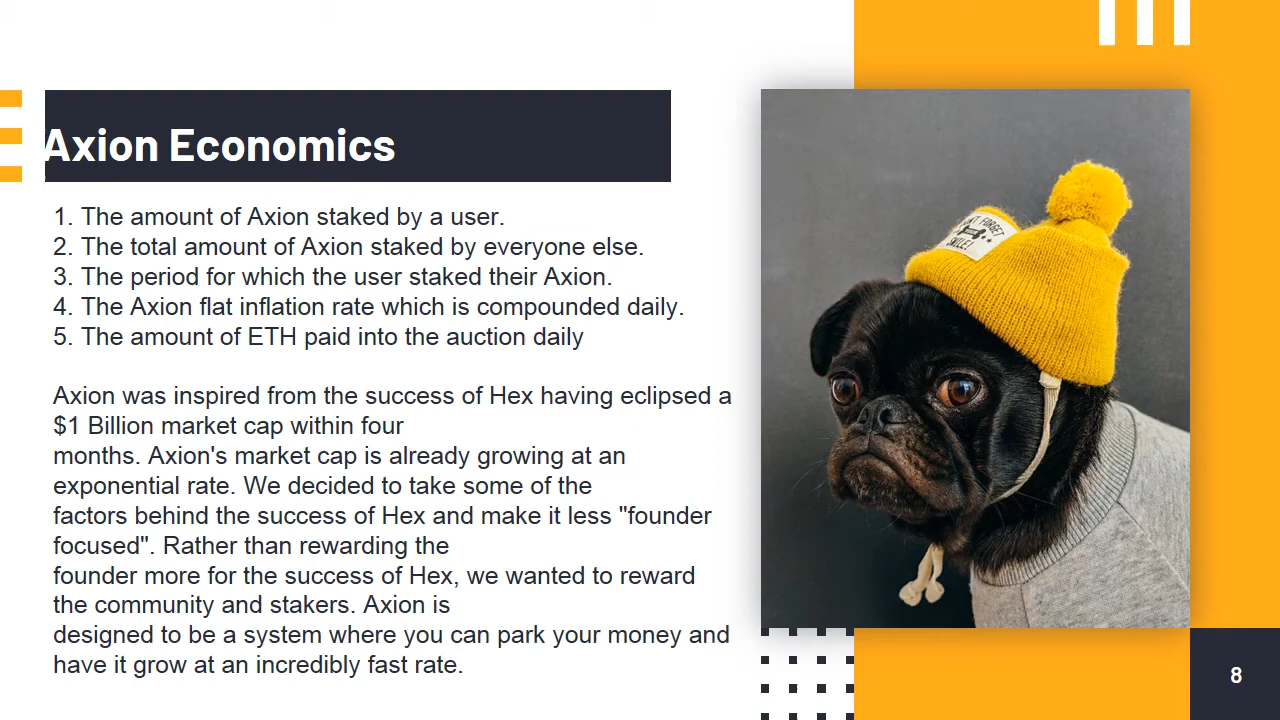 Axion Economics
1. The amount of Axion staked by a user.
2. The total amount of Axion staked by everyone else.
3. The period for which the user staked their Axion.
4. The Axion flat inflation rate which is compounded daily.
5. The amount of ETH paid into the auction daily
Axion was inspired from the success of Hex having eclipsed a
$1 Billion market cap within four
months. Axion's market cap is already growing at an
exponential rate. We decided to take some of the
factors behind the success of Hex and make it less "founder
focused". Rather than rewarding the
founder more for the success of Hex, we wanted to reward
the community and stakers. Axion is
designed to be a system where you can park your money and
have it grow at an incredibly fast rate.
FORGET
SMILE!
8